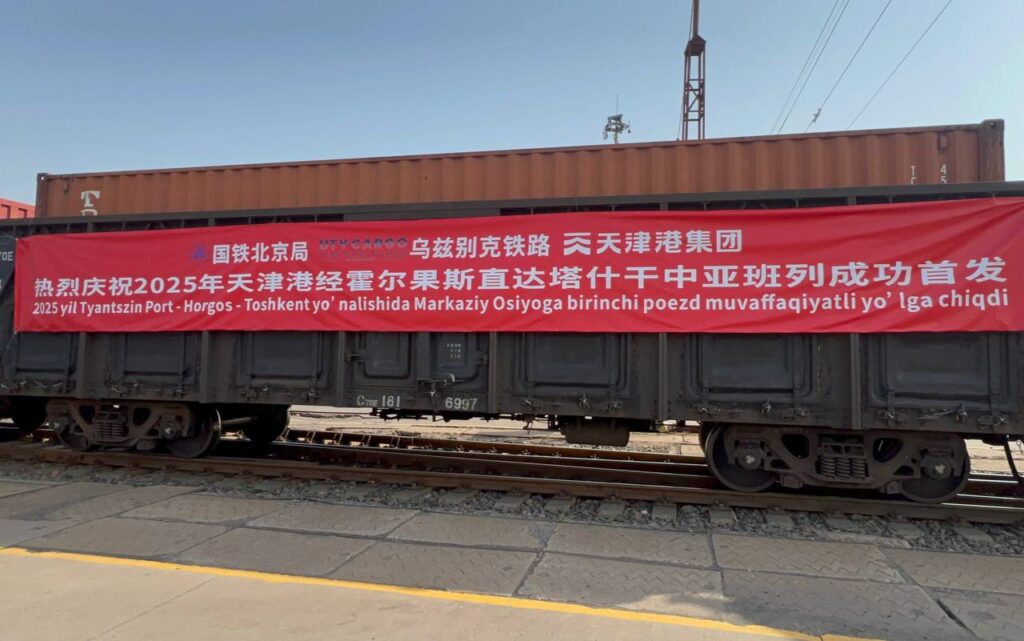 国铁北京局 UTY CARGO 乌兹别克铁路 天津港集团
热烈庆祝2025年天津港经霍尔果斯直达塔什干中亚班列成功首发
2025 yil Tyantszin Port - Horgos - Toshkent yo’ nalishida Markaziy Osiyoga birinchi poezd muvaffaqiyatli yo’ lga chiqdi
C70E 161 6997
70E